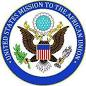 UNITED STATES MISSION TO THE AFRICAN UNION